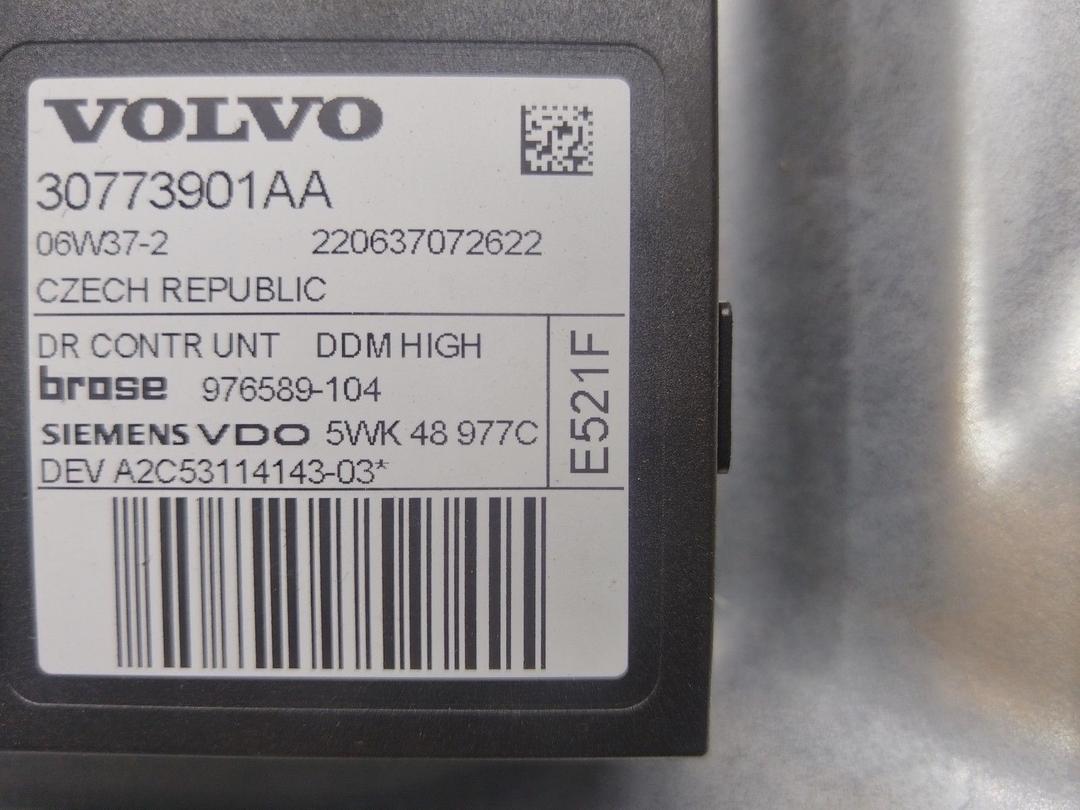 VOLVO
30773901AA
06W37-2 220637072622
CZECH REPUBLIC
DR CONTR UNT DDM HIGH
brose 976589-104
SIEMENS VDO 5WK 48 977C
DEV A2C53114143-03*
E521F